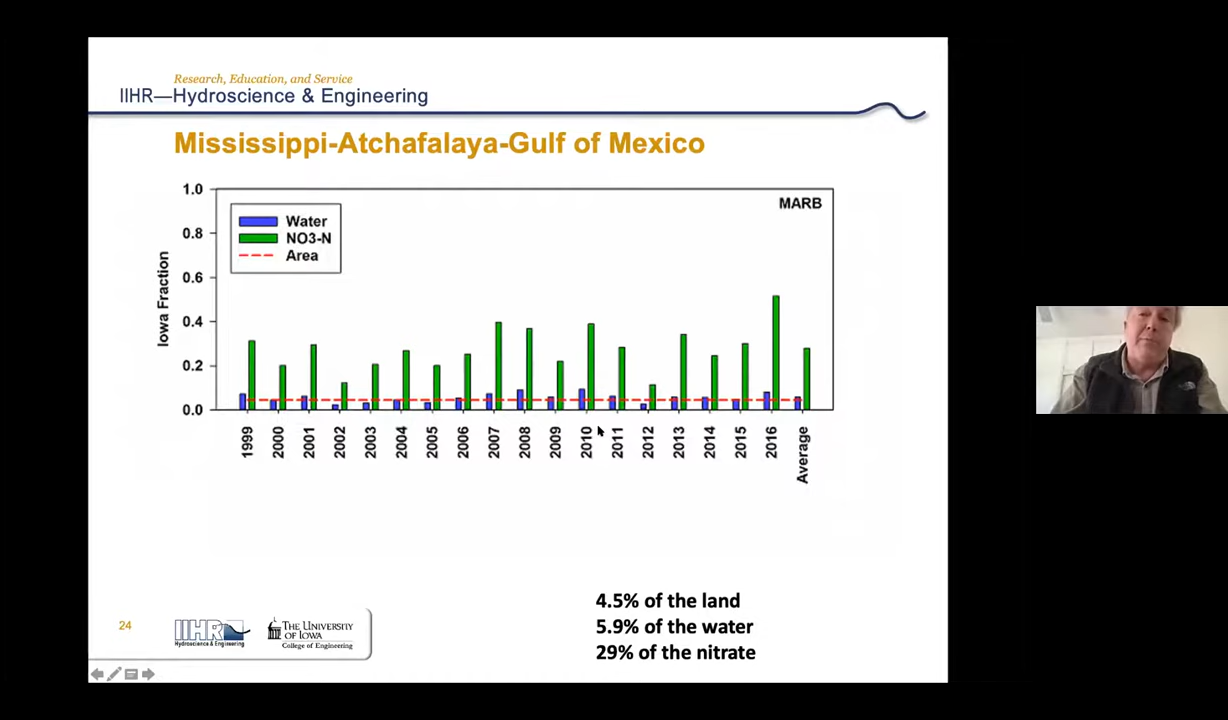 Research, Education, and Service
IIHR—Hydroscience & Engineering
Mississippi-Atchafalaya-Gulf of Mexico
MARB
Water
NO3-N
Area
Iowa Fraction
1.0
0.8
0.6
0.4
0.2
0.0
1999
2000
2001
2002
2003
2004
2005
2006
2007
2008
2009
2010
2011
2012
2013
2014
2015
2016
Average
4.5% of the land
5.9% of the water
29% of the nitrate
24
IIHR
Hydroscience & Engineering
THE UNIVERSITY
OF IOWA
College of Engineering